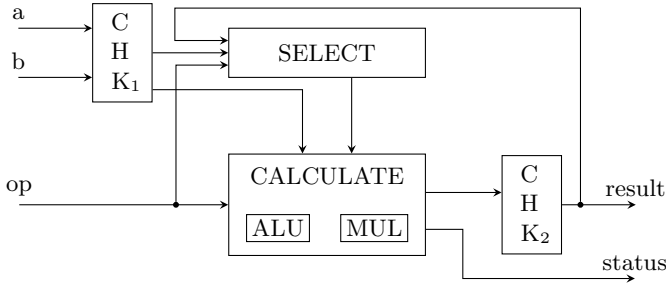 a
b
C
H
K1
SELECT
op
CALCULATE
ALU MUL
C
H
K2
result
status